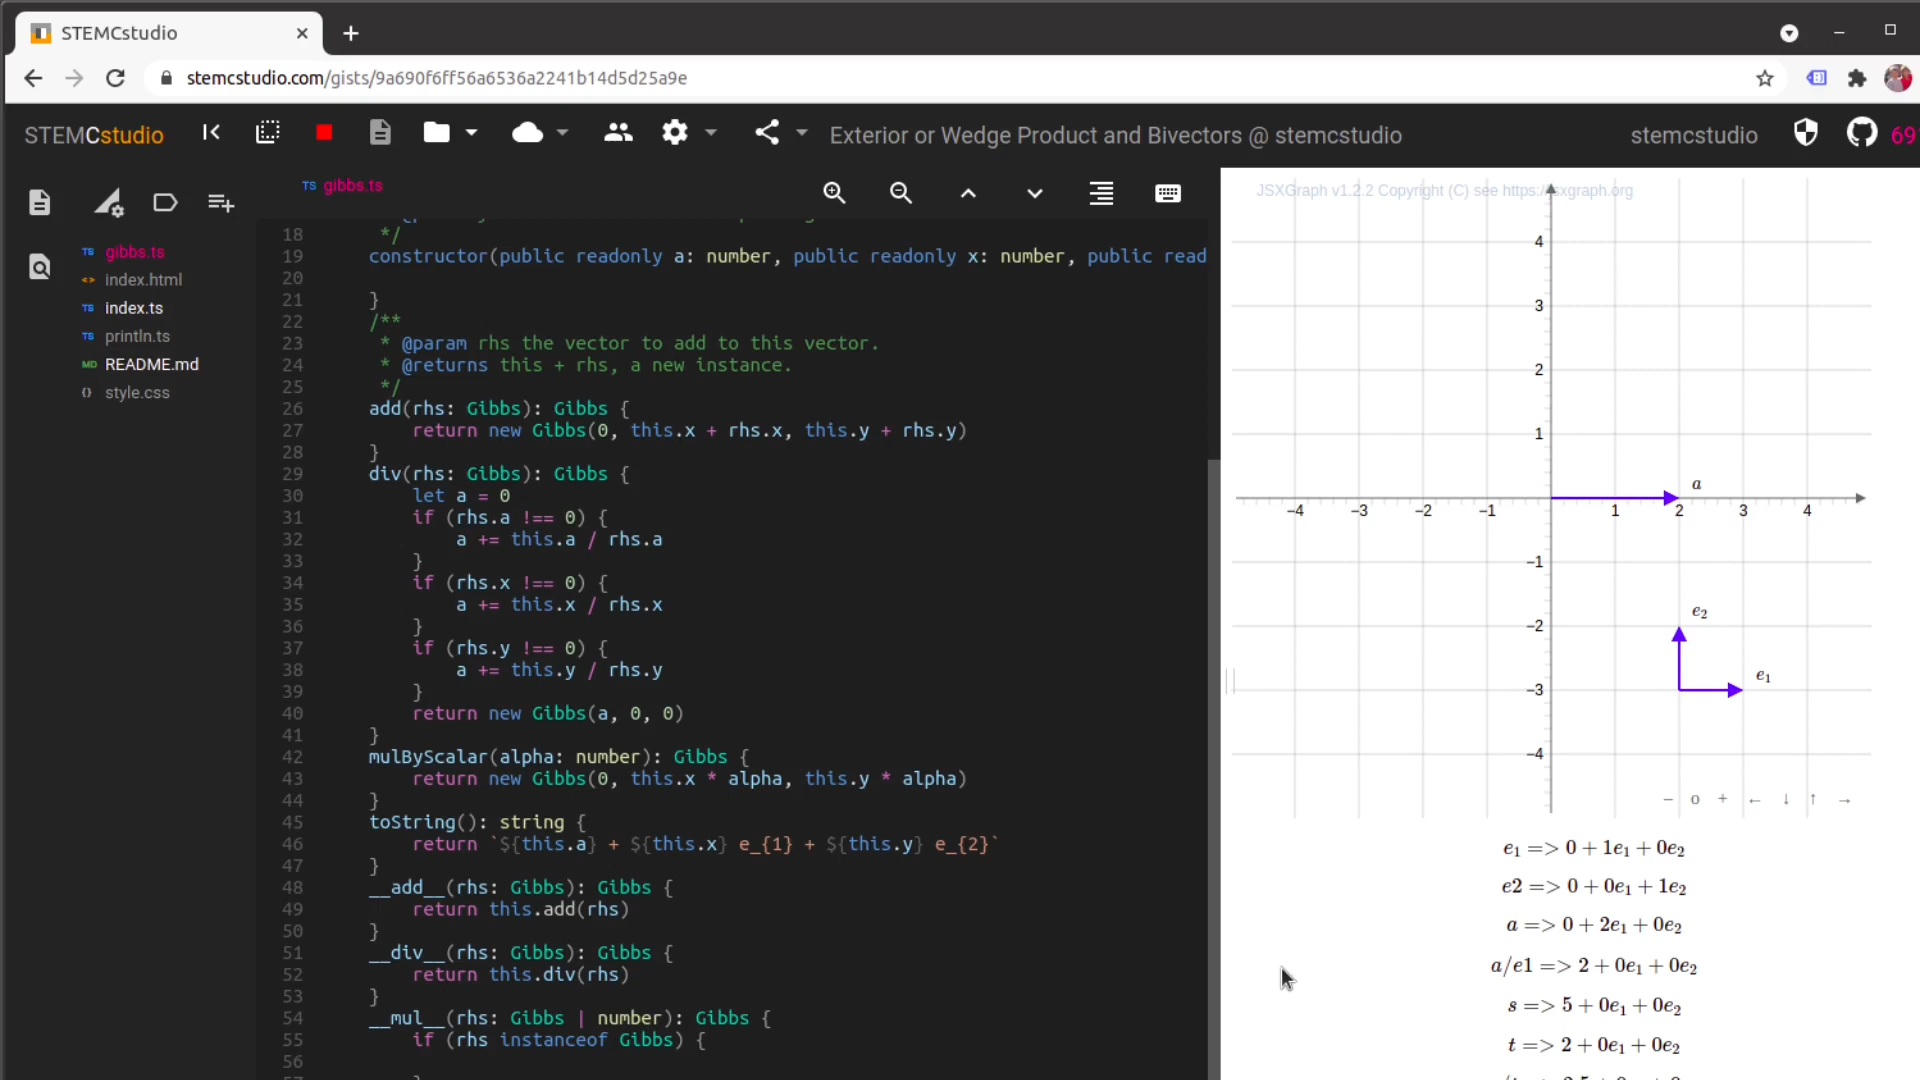 STEMCstudio
stemcstudio.com/gists/9a690f6ff56a6536a2241b14d5d25a9e
STEMCstudio
Exterior or Wedge Product and Bivectors @ stemcstudio
stemcstudio
69
TS gibbs.ts
TS gibbs.ts
<> index.html
TS index.ts
TS println.ts
MD README.md
{} style.css
18 */
19 constructor(public readonly a: number, public readonly x: number, public read
20
21 }
22 /**
23 * @param rhs the vector to add to this vector.
24 * @returns this + rhs, a new instance.
25 */
26 add(rhs: Gibbs): Gibbs {
27 return new Gibbs(0, this.x + rhs.x, this.y + rhs.y)
28 }
29 div(rhs: Gibbs): Gibbs {
30 let a = 0
31 if (rhs.a !== 0) {
32 a += this.a / rhs.a
33 }
34 if (rhs.x !== 0) {
35 a += this.x / rhs.x
36 }
37 if (rhs.y !== 0) {
38 a += this.y / rhs.y
39 }
40 return new Gibbs(a, 0, 0)
41 }
42 mulByScalar(alpha: number): Gibbs {
43 return new Gibbs(0, this.x * alpha, this.y * alpha)
44 }
45 toString(): string {
46 return `${this.a} + ${this.x} e_{1} + ${this.y} e_{2}`
47 }
48 __add__(rhs: Gibbs): Gibbs {
49 return this.add(rhs)
50 }
51 __div__(rhs: Gibbs): Gibbs {
52 return this.div(rhs)
53 }
54 __mul__(rhs: Gibbs | number): Gibbs {
55 if (rhs instanceof Gibbs) {
56
JSXGraph v1.2.2 Copyright (C) see https://jsxgraph.org
4
3
2
1
a
−4 −3 −2 −1 1 2 3 4
−1
e₂
−2
e₁
−3
−4
− o + ← ↓ ↑ →
e₁ => 0 + 1e₁ + 0e₂
e2 => 0 + 0e₁ + 1e₂
a => 0 + 2e₁ + 0e₂
a/e1 => 2 + 0e₁ + 0e₂
s => 5 + 0e₁ + 0e₂
t => 2 + 0e₁ + 0e₂